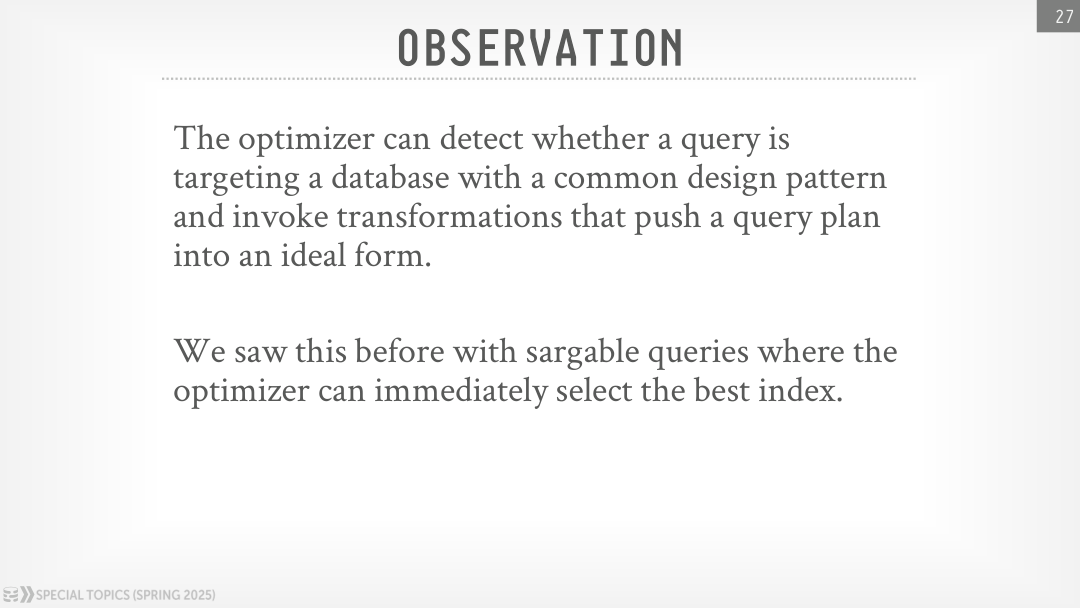 27
OBSERVATION
The optimizer can detect whether a query is
targeting a database with a common design pattern
and invoke transformations that push a query plan
into an ideal form.
We saw this before with sargable queries where the
optimizer can immediately select the best index.
SPECIAL TOPICS (SPRING 2025)